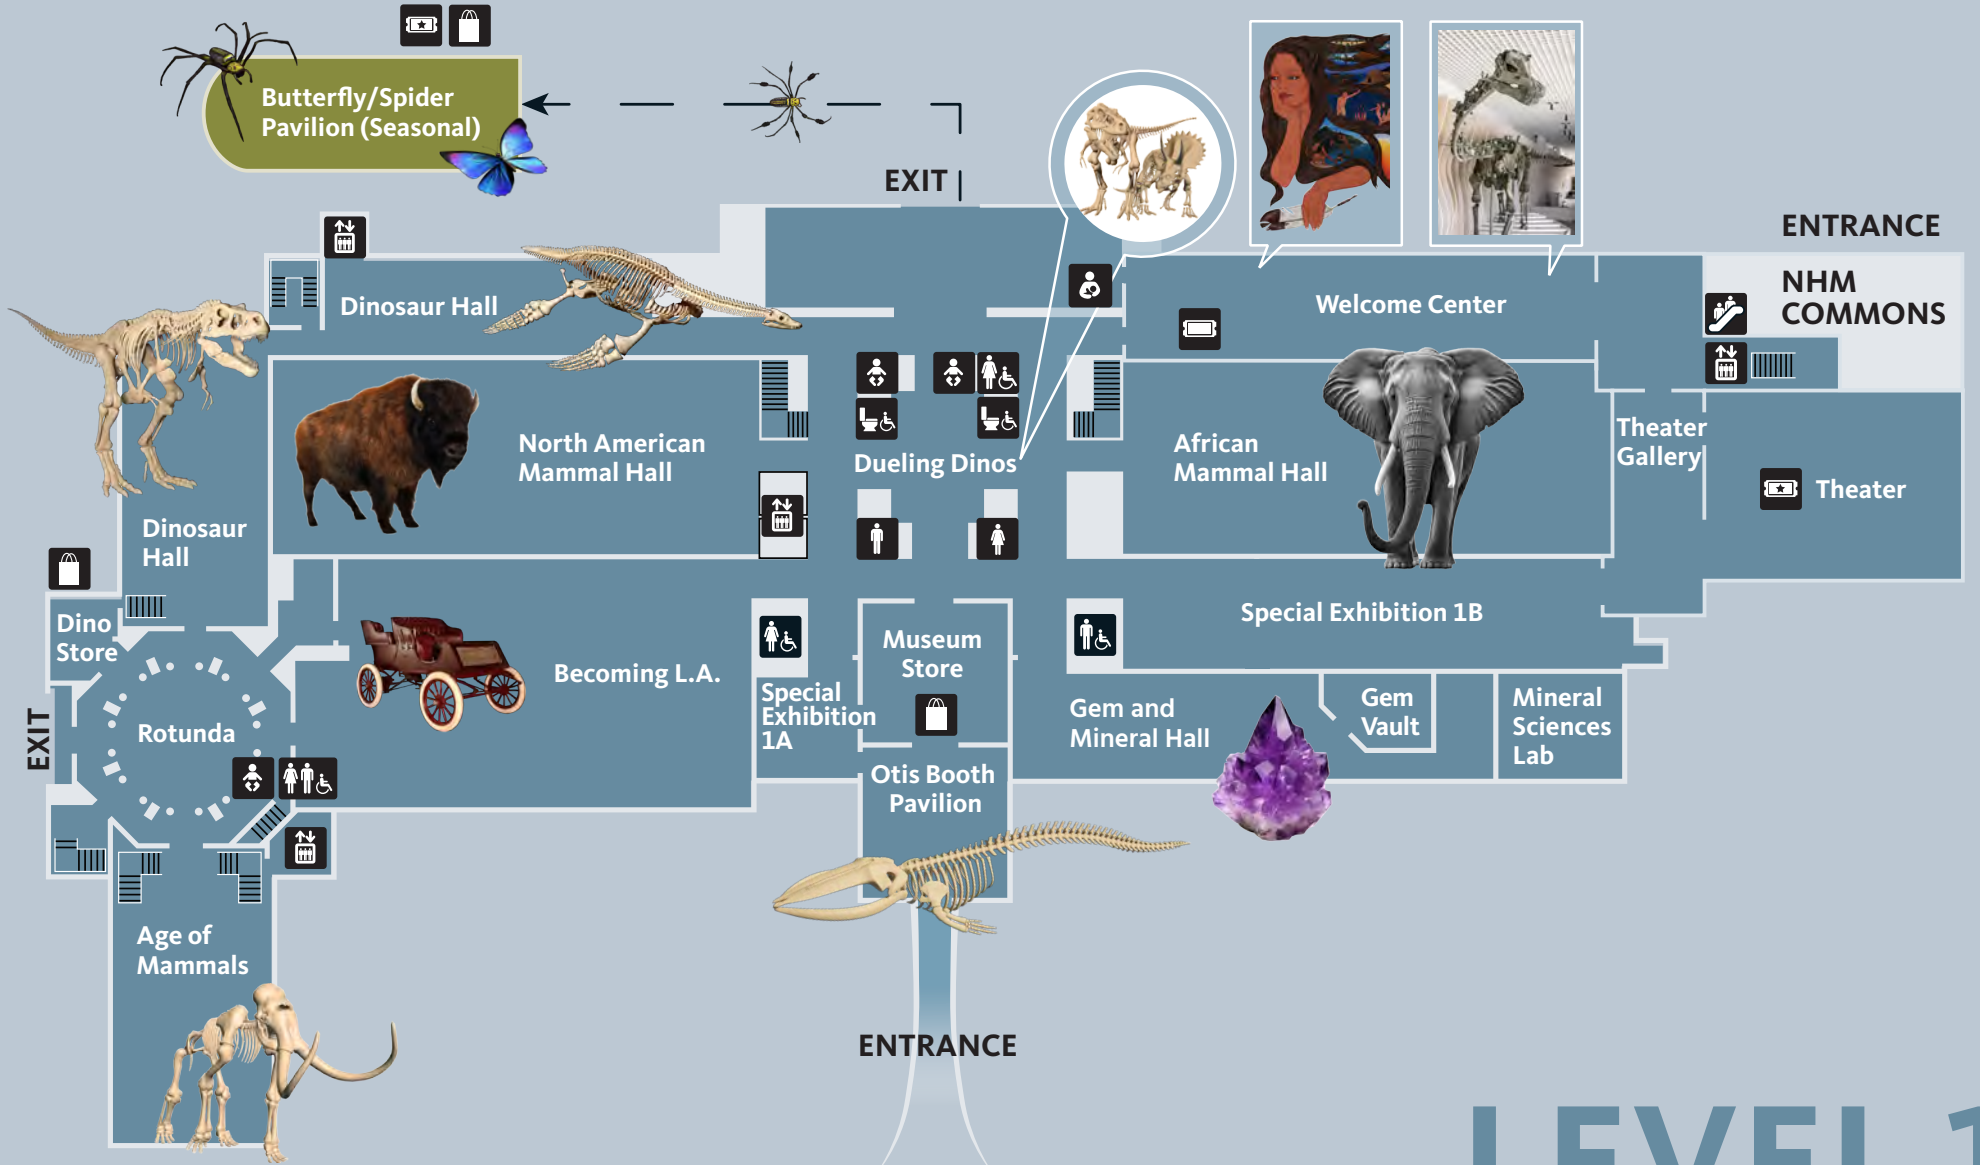 Butterfly/Spider
Pavilion (Seasonal)
EXIT
ENTRANCE
NHM
COMMONS
Dinosaur Hall
Welcome Center
North American
Mammal Hall
Dueling Dinos
African
Mammal Hall
Theater
Gallery
Theater
Dinosaur
Hall
Dino
Store
Museum
Store
Special Exhibition 1B
Becoming L.A.
Special
Exhibition
1A
Gem and
Mineral Hall
Gem
Vault
Mineral
Sciences
Lab
EXIT
Rotunda
Otis Booth
Pavilion
Age of
Mammals
ENTRANCE
LEVEL 1